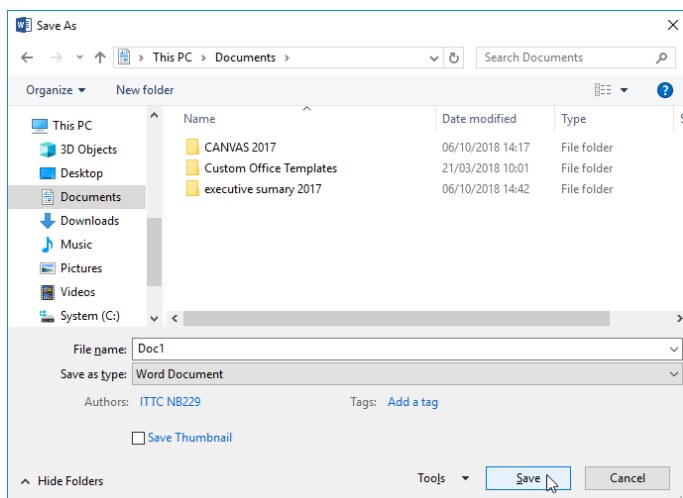 Save As
This PC > Documents >
Search Documents
Organize
New folder
Name
Date modified
Type
This PC
3D Objects
Desktop
Documents
Downloads
Music
Pictures
Videos
System (C:)
CANVAS 2017 06/10/2018 14:17 File folder
Custom Office Templates 21/03/2018 10:01 File folder
executive sumary 2017 06/10/2018 14:42 File folder
File name: Doc1
Save as type: Word Document
Authors: ITTC NB229 Tags: Add a tag
Save Thumbnail
Hide Folders Tools Save Cancel